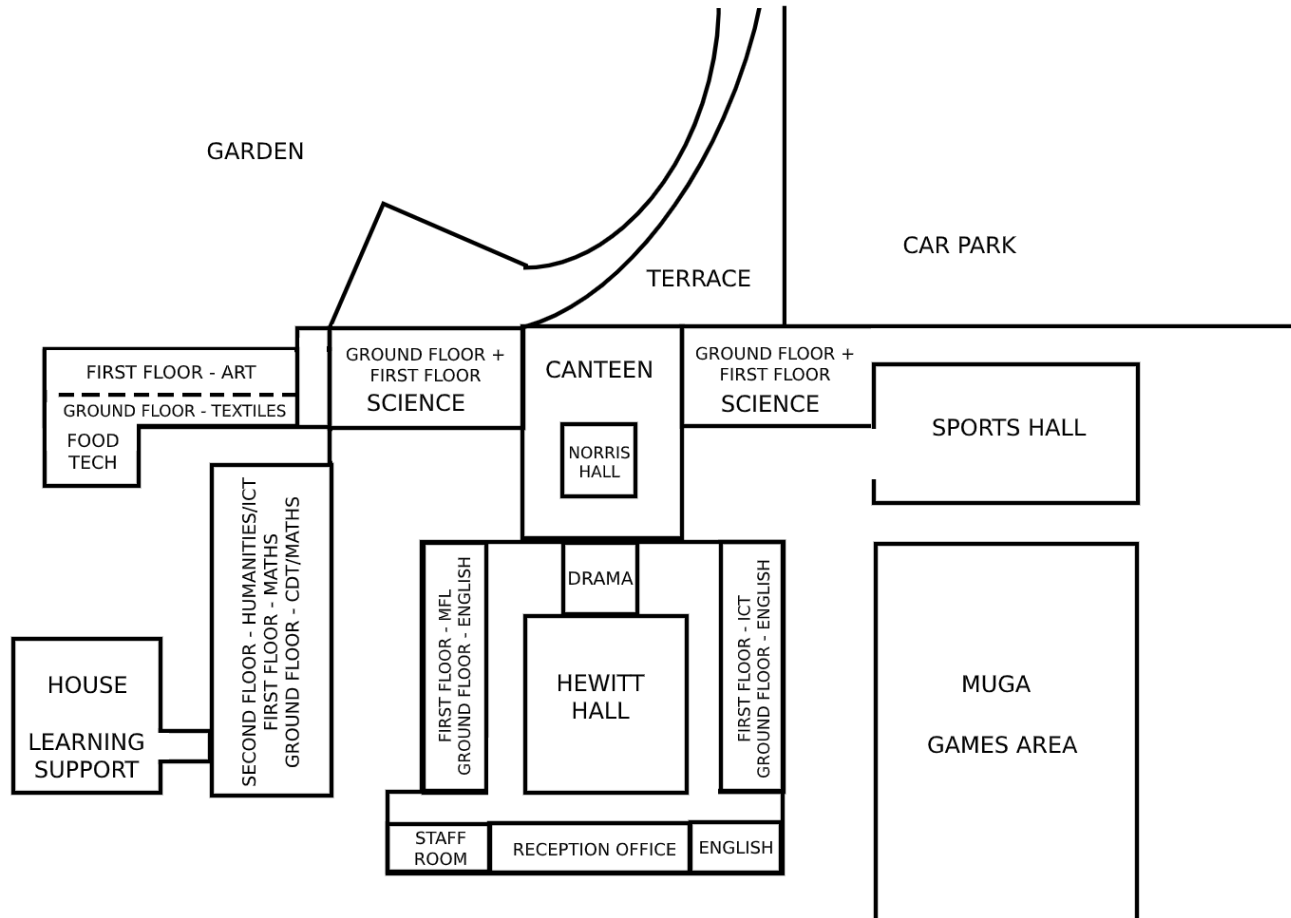 GARDEN
CAR PARK
TERRACE
FIRST FLOOR - ART
GROUND FLOOR - TEXTILES
FOOD
TECH
GROUND FLOOR +
FIRST FLOOR
SCIENCE
CANTEEN
NORRIS
HALL
GROUND FLOOR +
FIRST FLOOR
SCIENCE
SPORTS HALL
SECOND FLOOR - HUMANITIES/ICT
FIRST FLOOR - MATHS
GROUND FLOOR - CDT/MATHS
FIRST FLOOR - MFL
GROUND FLOOR - ENGLISH
DRAMA
HEWITT
HALL
FIRST FLOOR - ICT
GROUND FLOOR - ENGLISH
MUGA
GAMES AREA
HOUSE
LEARNING
SUPPORT
STAFF
ROOM
RECEPTION OFFICE
ENGLISH